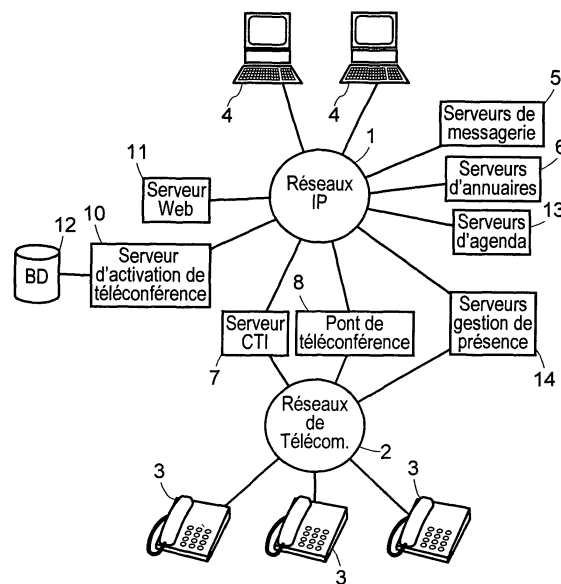 4
4
5
Serveurs de
messagerie
1
6
Réseaux
IP
Serveurs
d'annuaires
11
Serveur
Web
13
Serveurs
d'agenda
12
BD
10
Serveur
d'activation de
téléconférence
8
Serveur
CTI
7
Pont de
téléconférence
Serveurs
gestion de
présence
14
Réseaux
de
Télécom.
2
3
3
3